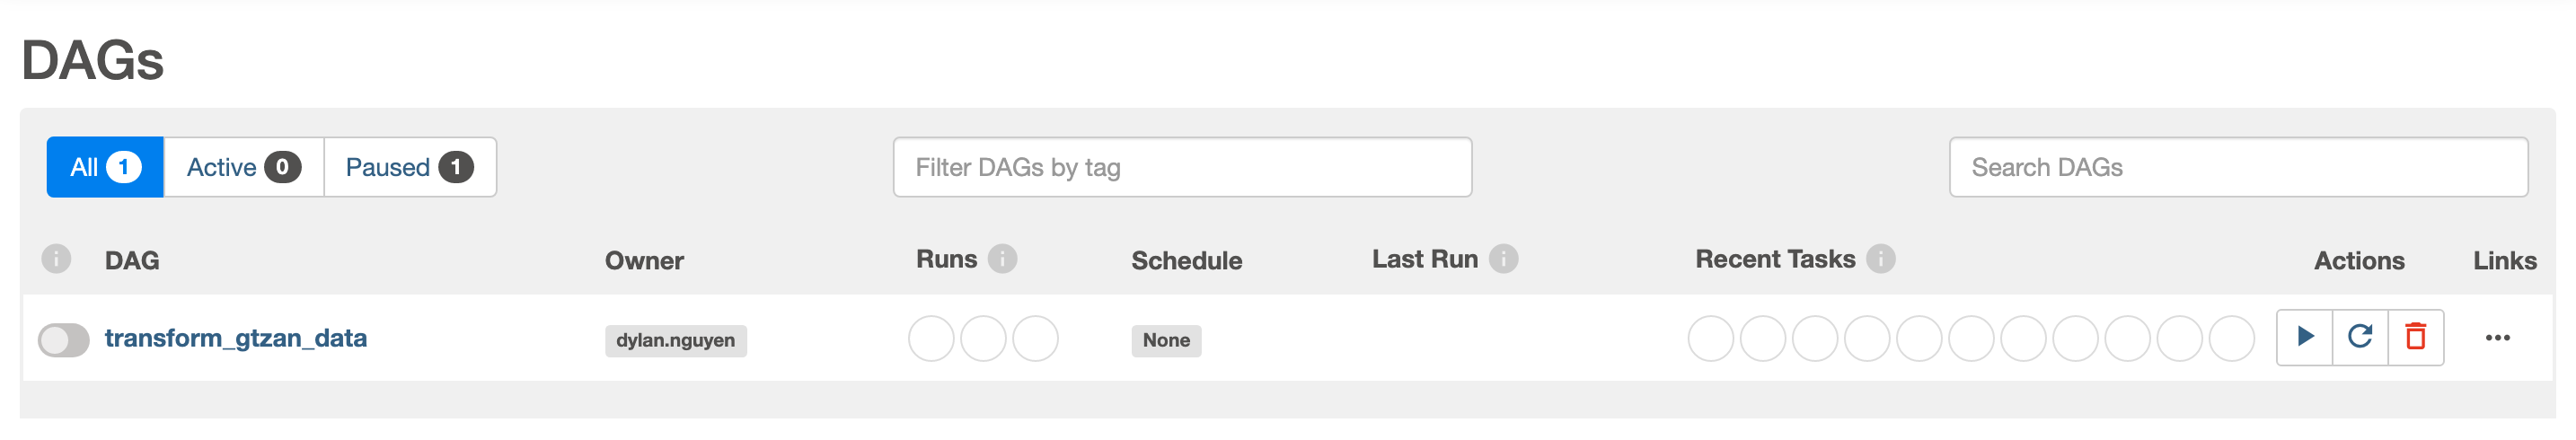 DAGs
All 1 Active 0 Paused 1 Filter DAGs by tag Search DAGs
i DAG Owner Runs i Schedule Last Run i Recent Tasks i Actions Links
transform_gtzan_data dylan.nguyen None